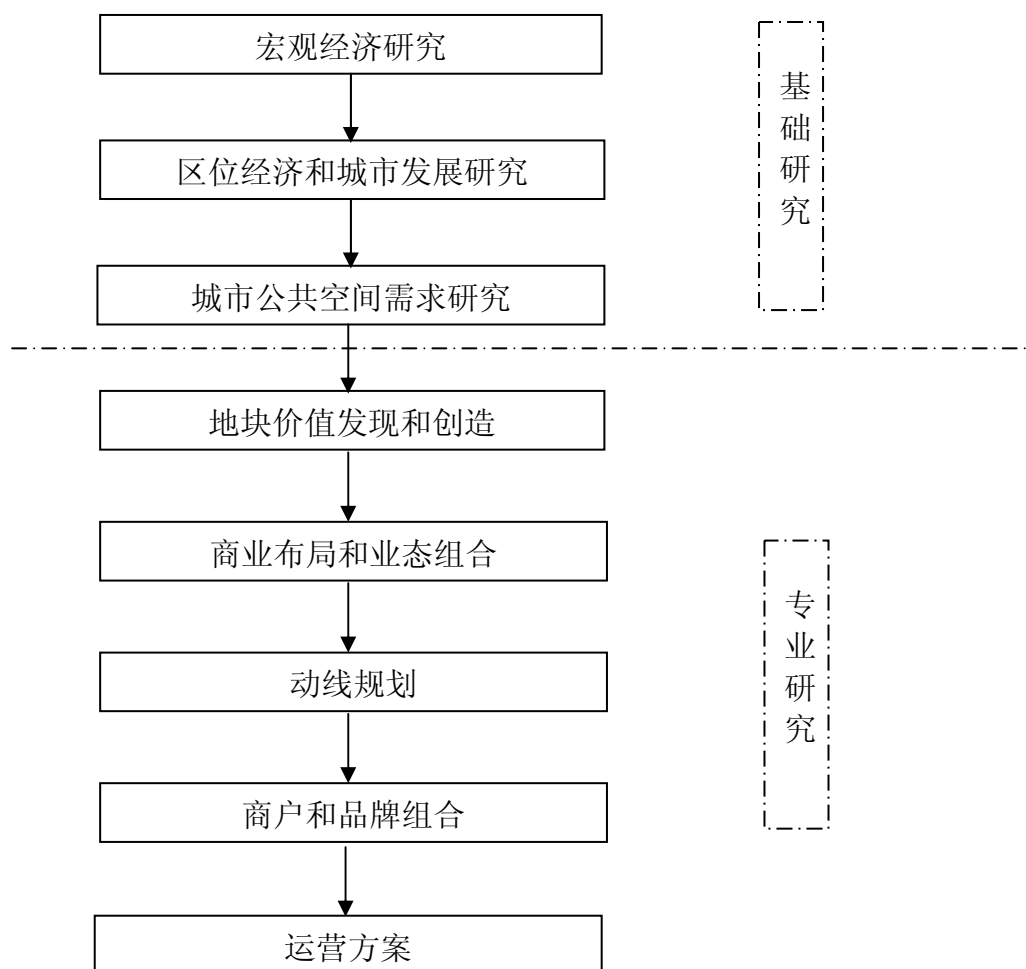 宏观经济研究
区位经济和城市发展研究
城市公共空间需求研究
基础研究
地块价值发现和创造
商业布局和业态组合
动线规划
商户和品牌组合
运营方案
专业研究